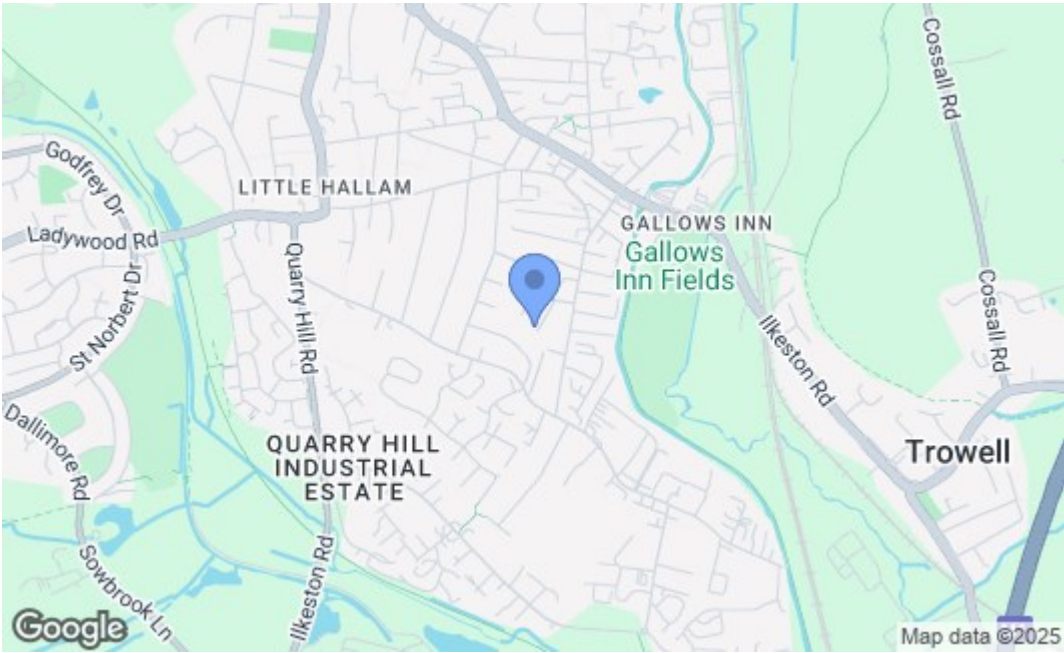 Cossall Rd
Godfrey Dr
LITTLE HALLAM
Ladywood Rd
GALLOWS INN
Gallows
Inn Fields
St Norbert Dr
Quarry Hill Rd
Cossall Rd
Ilkeston Rd
Dallimore Rd
QUARRY HILL
INDUSTRIAL
ESTATE
Trowell
Sowbrook Ln
Ilkeston Rd
Google
Map data ©2025